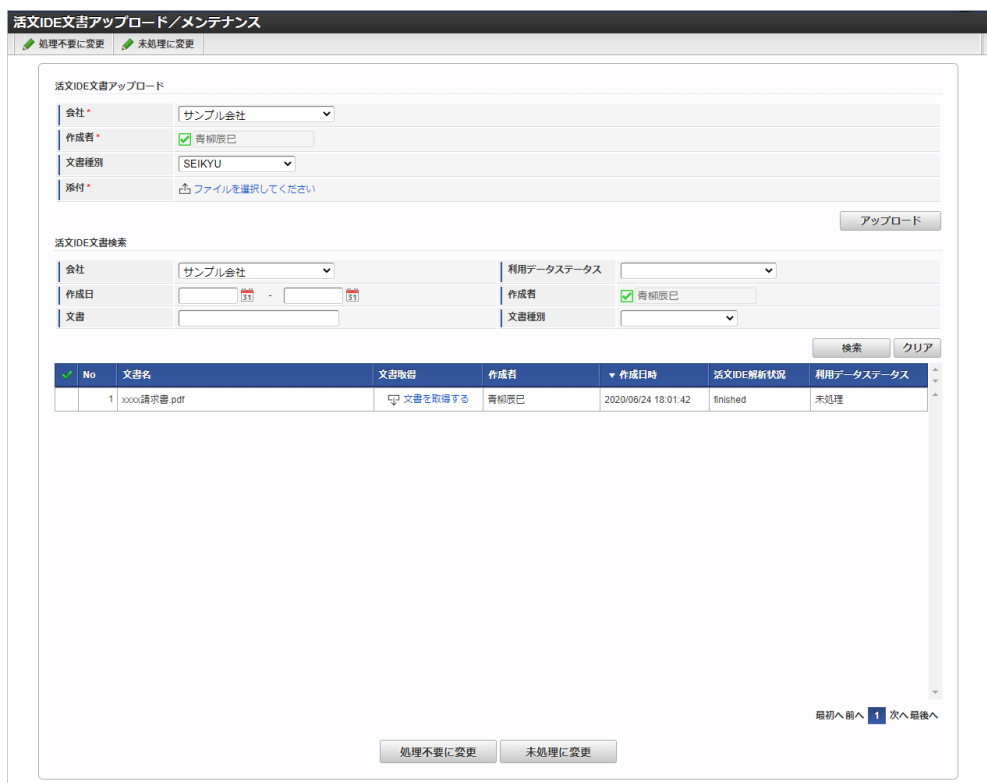 活文IDE文書アップロード／メンテナンス
処理不要に変更 未処理に変更
活文IDE文書アップロード
会社* サンプル会社
作成者* 青柳辰巳
文書種別 SEIKYU
添付* ファイルを選択してください
アップロード
活文IDE文書検索
会社 サンプル会社 利用データステータス
作成日 31 - 31 作成者 青柳辰巳
文書 文書種別
検索 クリア
No 文書名 文書取得 作成者 ▼ 作成日時 活文IDE解析状況 利用データステータス
1 xxxx請求書.pdf 文書を取得する 青柳辰巳 2020/06/24 18:01:42 finished 未処理
最初へ 前へ 1 次へ 最後へ
処理不要に変更 未処理に変更